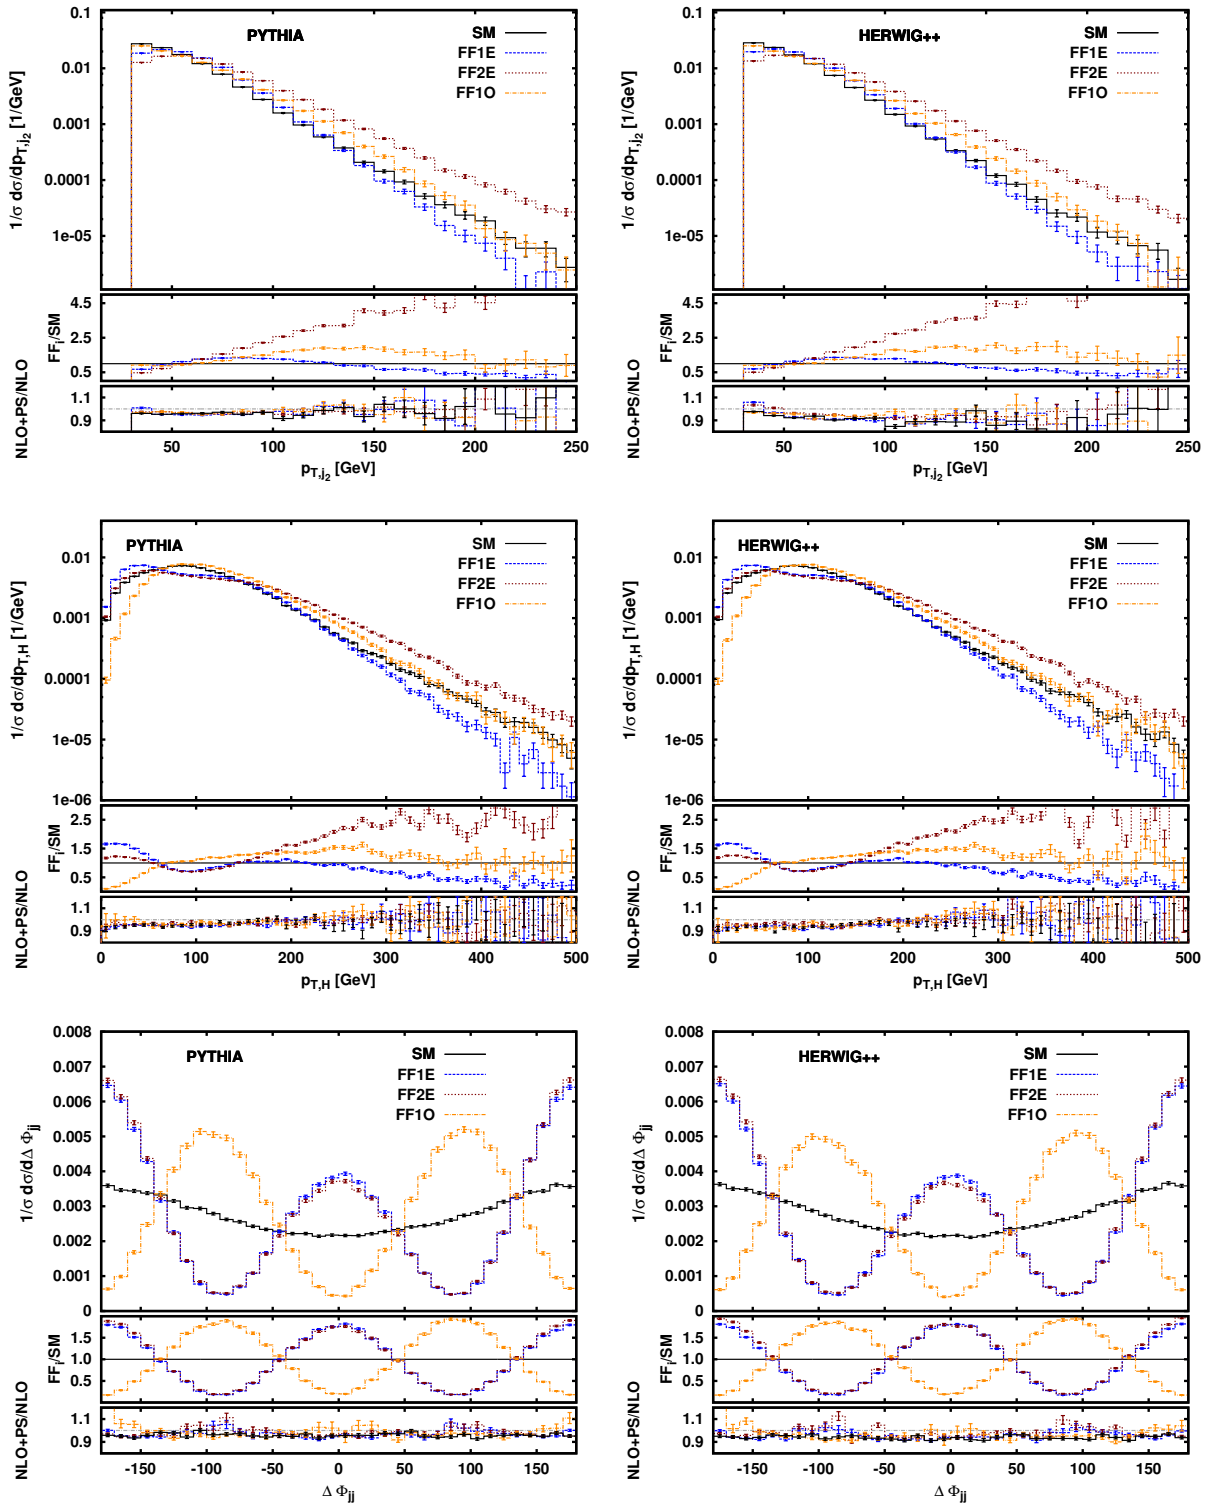 PYTHIA
SM
FF1E
FF2E
FF1O
1/σ dσ/dp_T,j2 [1/GeV]
0.1
0.01
0.001
0.0001
1e-05
FF_i/SM
4.5
2.5
0.5
NLO+PS/NLO
1.1
0.9
50 100 150 200 250
p_T,j2 [GeV]
HERWIG++
SM
FF1E
FF2E
FF1O
1/σ dσ/dp_T,j2 [1/GeV]
0.1
0.01
0.001
0.0001
1e-05
FF_i/SM
4.5
2.5
0.5
NLO+PS/NLO
1.1
0.9
50 100 150 200 250
p_T,j2 [GeV]
PYTHIA
SM
FF1E
FF2E
FF1O
1/σ dσ/dp_T,H [1/GeV]
0.01
0.001
0.0001
1e-05
1e-06
FF_i/SM
2.5
1.5
0.5
NLO+PS/NLO
1.1
0.9
0 100 200 300 400 500
p_T,H [GeV]
HERWIG++
SM
FF1E
FF2E
FF1O
1/σ dσ/dp_T,H [1/GeV]
0.01
0.001
0.0001
1e-05
1e-06
FF_i/SM
2.5
1.5
0.5
NLO+PS/NLO
1.1
0.9
0 100 200 300 400 500
p_T,H [GeV]
PYTHIA
SM
FF1E
FF2E
FF1O
1/σ dσ/dΔ Φ_jj
0.008
0.007
0.006
0.005
0.004
0.003
0.002
0.001
0
FF_i/SM
1.5
1.0
0.5
NLO+PS/NLO
1.1
0.9
-150 -100 -50 0 50 100 150
Δ Φ_jj
HERWIG++
SM
FF1E
FF2E
FF1O
1/σ dσ/dΔ Φ_jj
0.008
0.007
0.006
0.005
0.004
0.003
0.002
0.001
0
FF_i/SM
1.5
1.0
0.5
NLO+PS/NLO
1.1
0.9
-150 -100 -50 0 50 100 150
Δ Φ_jj